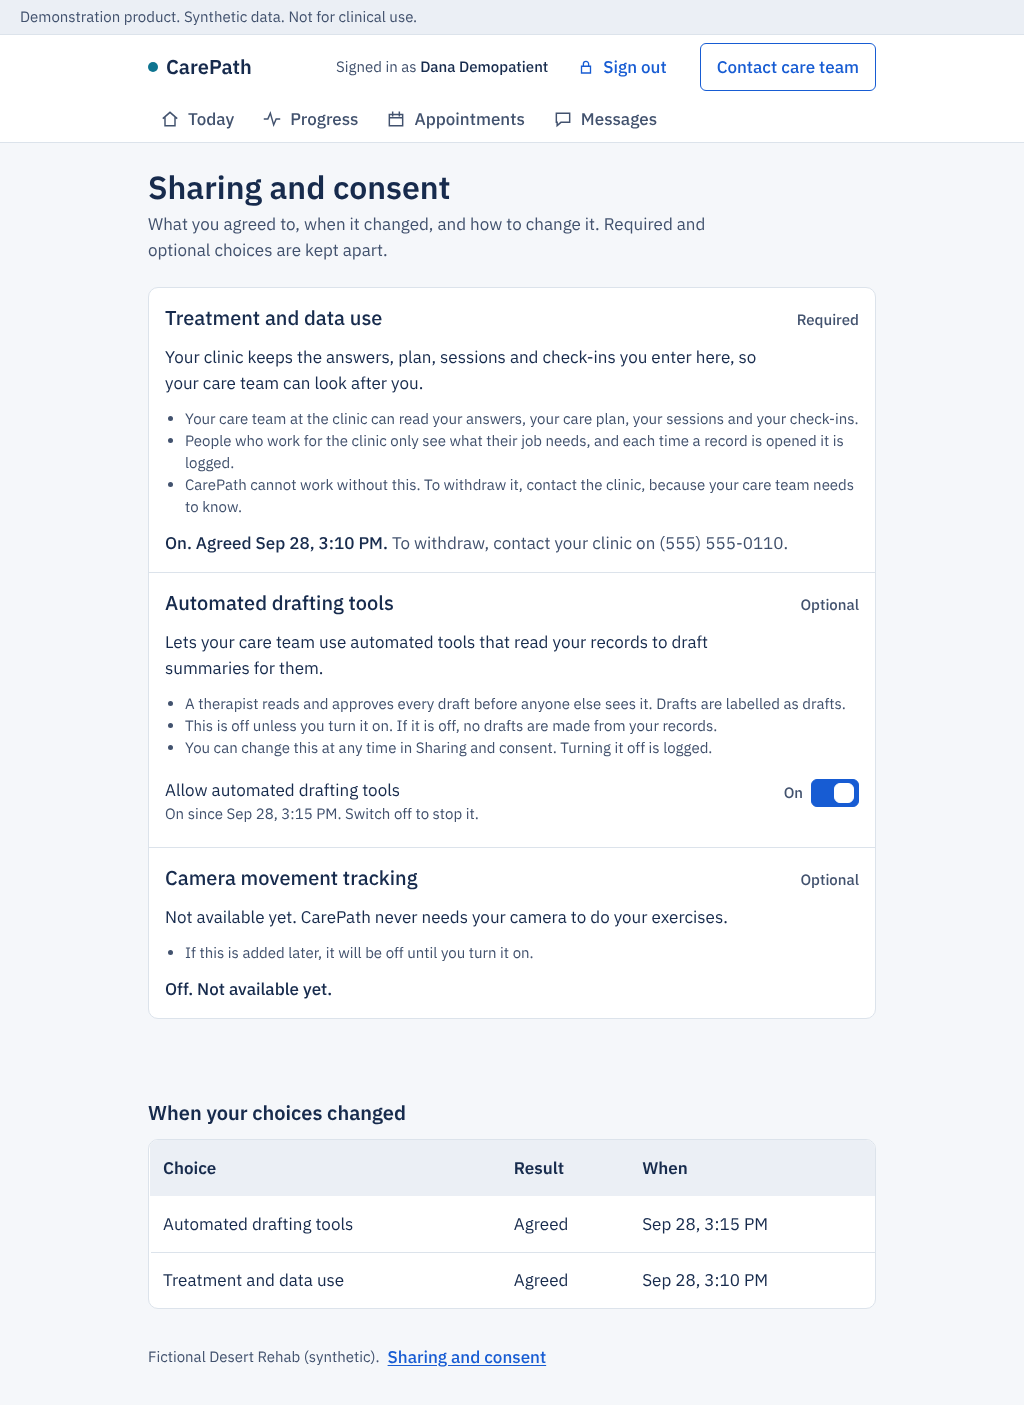 Demonstration product. Synthetic data. Not for clinical use.
CarePath
Signed in as Dana Demopatient
Sign out
Contact care team
Today
Progress
Appointments
Messages
Sharing and consent
What you agreed to, when it changed, and how to change it. Required and
optional choices are kept apart.
Treatment and data use
Required
Your clinic keeps the answers, plan, sessions and check-ins you enter here, so
your care team can look after you.
• Your care team at the clinic can read your answers, your care plan, your sessions and your check-ins.
• People who work for the clinic only see what their job needs, and each time a record is opened it is
logged.
• CarePath cannot work without this. To withdraw it, contact the clinic, because your care team needs
to know.
On. Agreed Sep 28, 3:10 PM. To withdraw, contact your clinic on (555) 555-0110.
Automated drafting tools
Optional
Lets your care team use automated tools that read your records to draft
summaries for them.
• A therapist reads and approves every draft before anyone else sees it. Drafts are labelled as drafts.
• This is off unless you turn it on. If it is off, no drafts are made from your records.
• You can change this at any time in Sharing and consent. Turning it off is logged.
Allow automated drafting tools
On
On since Sep 28, 3:15 PM. Switch off to stop it.
Camera movement tracking
Optional
Not available yet. CarePath never needs your camera to do your exercises.
• If this is added later, it will be off until you turn it on.
Off. Not available yet.
When your choices changed
Choice Result When
Automated drafting tools Agreed Sep 28, 3:15 PM
Treatment and data use Agreed Sep 28, 3:10 PM
Fictional Desert Rehab (synthetic). Sharing and consent